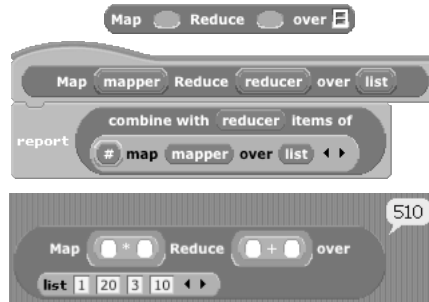 Map Reduce over
Map mapper Reduce reducer over list
combine with reducer items of
report
# map mapper over list
510
Map * Reduce + over
list 1 20 3 10